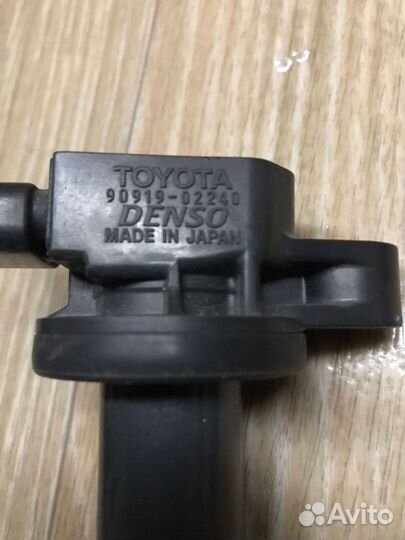 TOYOTA
90919-02240
DENSO
MADE IN JAPAN
Avito